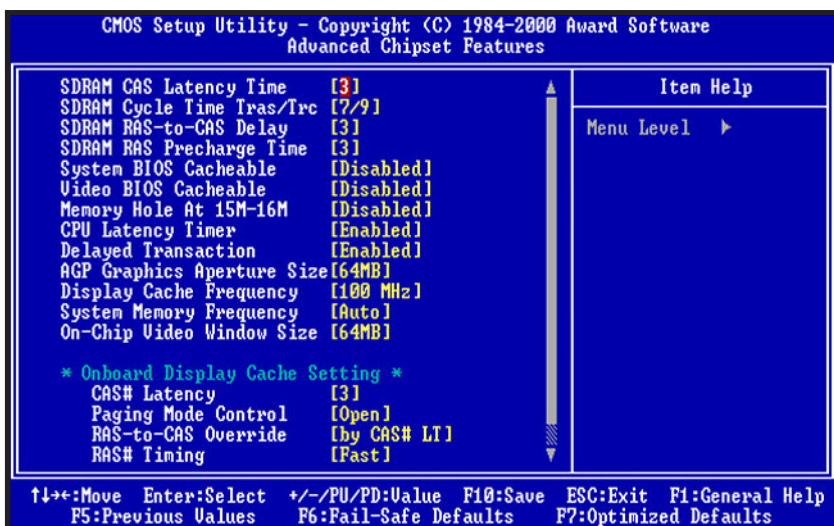 CMOS Setup Utility - Copyright (C) 1984-2000 Award Software
Advanced Chipset Features
SDRAM CAS Latency Time [3]
SDRAM Cycle Time Tras/Trc [7/9]
SDRAM RAS-to-CAS Delay [3]
SDRAM RAS Precharge Time [3]
System BIOS Cacheable [Disabled]
Video BIOS Cacheable [Disabled]
Memory Hole At 15M-16M [Disabled]
CPU Latency Timer [Enabled]
Delayed Transaction [Enabled]
AGP Graphics Aperture Size[64MB]
Display Cache Frequency [100 MHz]
System Memory Frequency [Auto]
On-Chip Video Window Size [64MB]
* Onboard Display Cache Setting *
CAS# Latency [3]
Paging Mode Control [Open]
RAS-to-CAS Override [by CAS# LT]
RAS# Timing [Fast]
Item Help
Menu Level ►
↑↓→←:Move Enter:Select +/-/PU/PD:Value F10:Save ESC:Exit F1:General Help
F5:Previous Values F6:Fail-Safe Defaults F7:Optimized Defaults